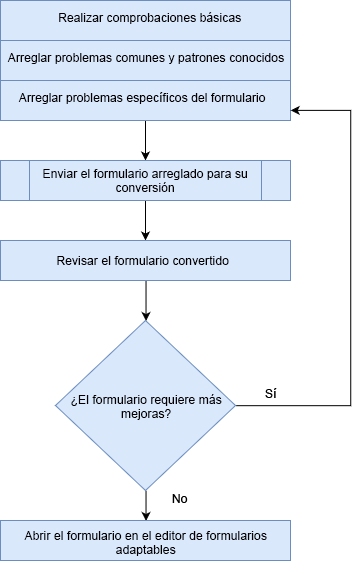 Realizar comprobaciones básicas
Arreglar problemas comunes y patrones conocidos
Arreglar problemas específicos del formulario
Enviar el formulario arreglado para su
conversión
Revisar el formulario convertido
¿El formulario requiere más
mejoras?
Sí
No
Abrir el formulario en el editor de formularios
adaptables